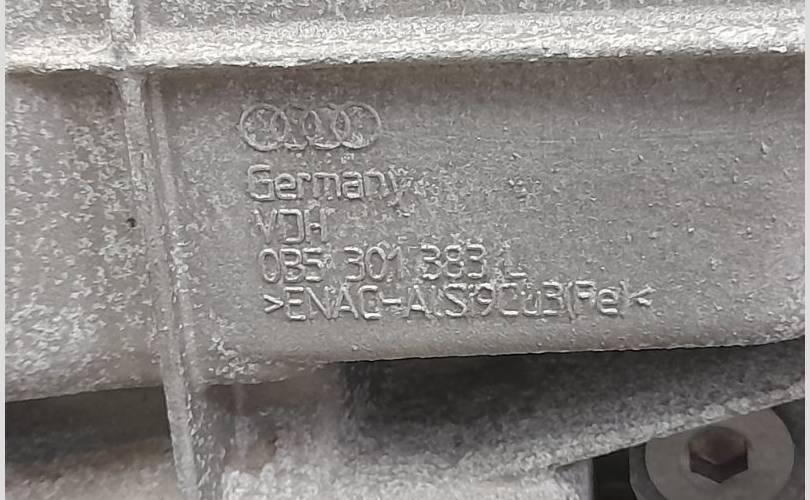 Germany
VDH
0B5 301 383 L
>ENAC-AlSi9Cu3(Fe)<